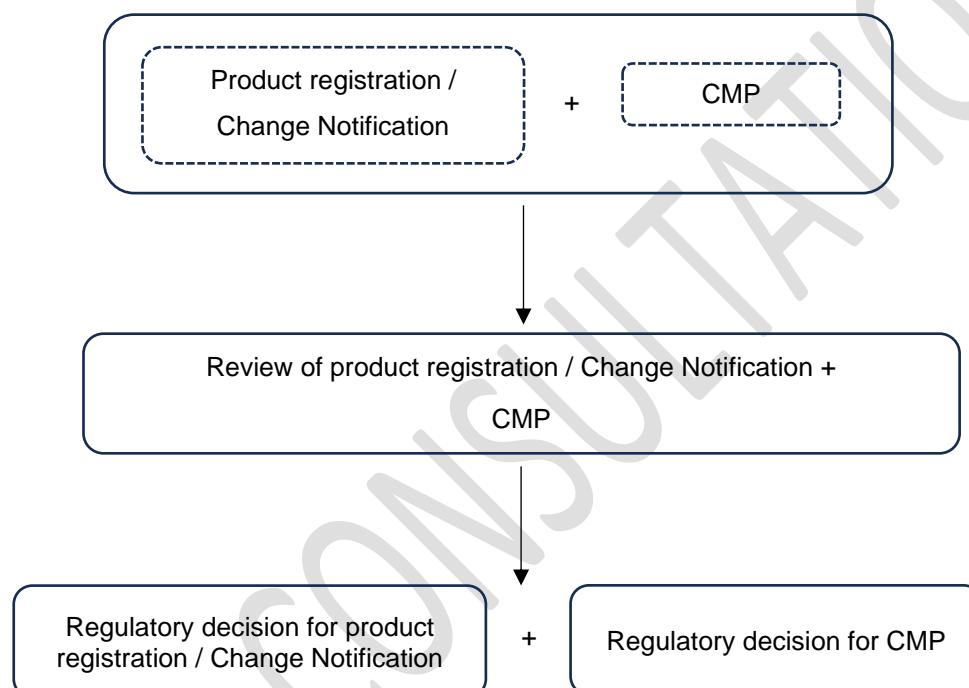 Product registration /
Change Notification
+
CMP
Review of product registration / Change Notification +
CMP
Regulatory decision for product
registration / Change Notification
+
Regulatory decision for CMP
CONSULTATIO